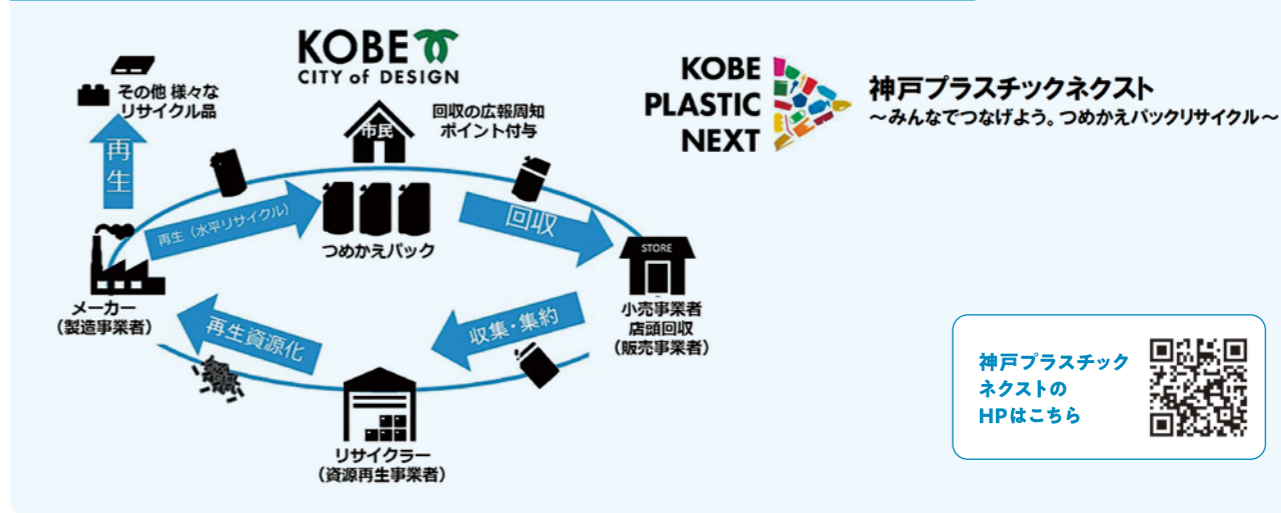 KOBE
CITY of DESIGN
KOBE
PLASTIC
NEXT
神戸プラスチックネクスト
～みんなでつなげよう。つめかえパックリサイクル～
その他 様々な
リサイクル品
再生
市民
回収の広報周知
ポイント付与
再生（水平リサイクル）
つめかえパック
回収
STORE
小売事業者
店頭回収
（販売事業者）
メーカー
（製造事業者）
再生資源化
収集・集約
リサイクラー
（資源再生事業者）
神戸プラスチック
ネクストの
HPはこちら